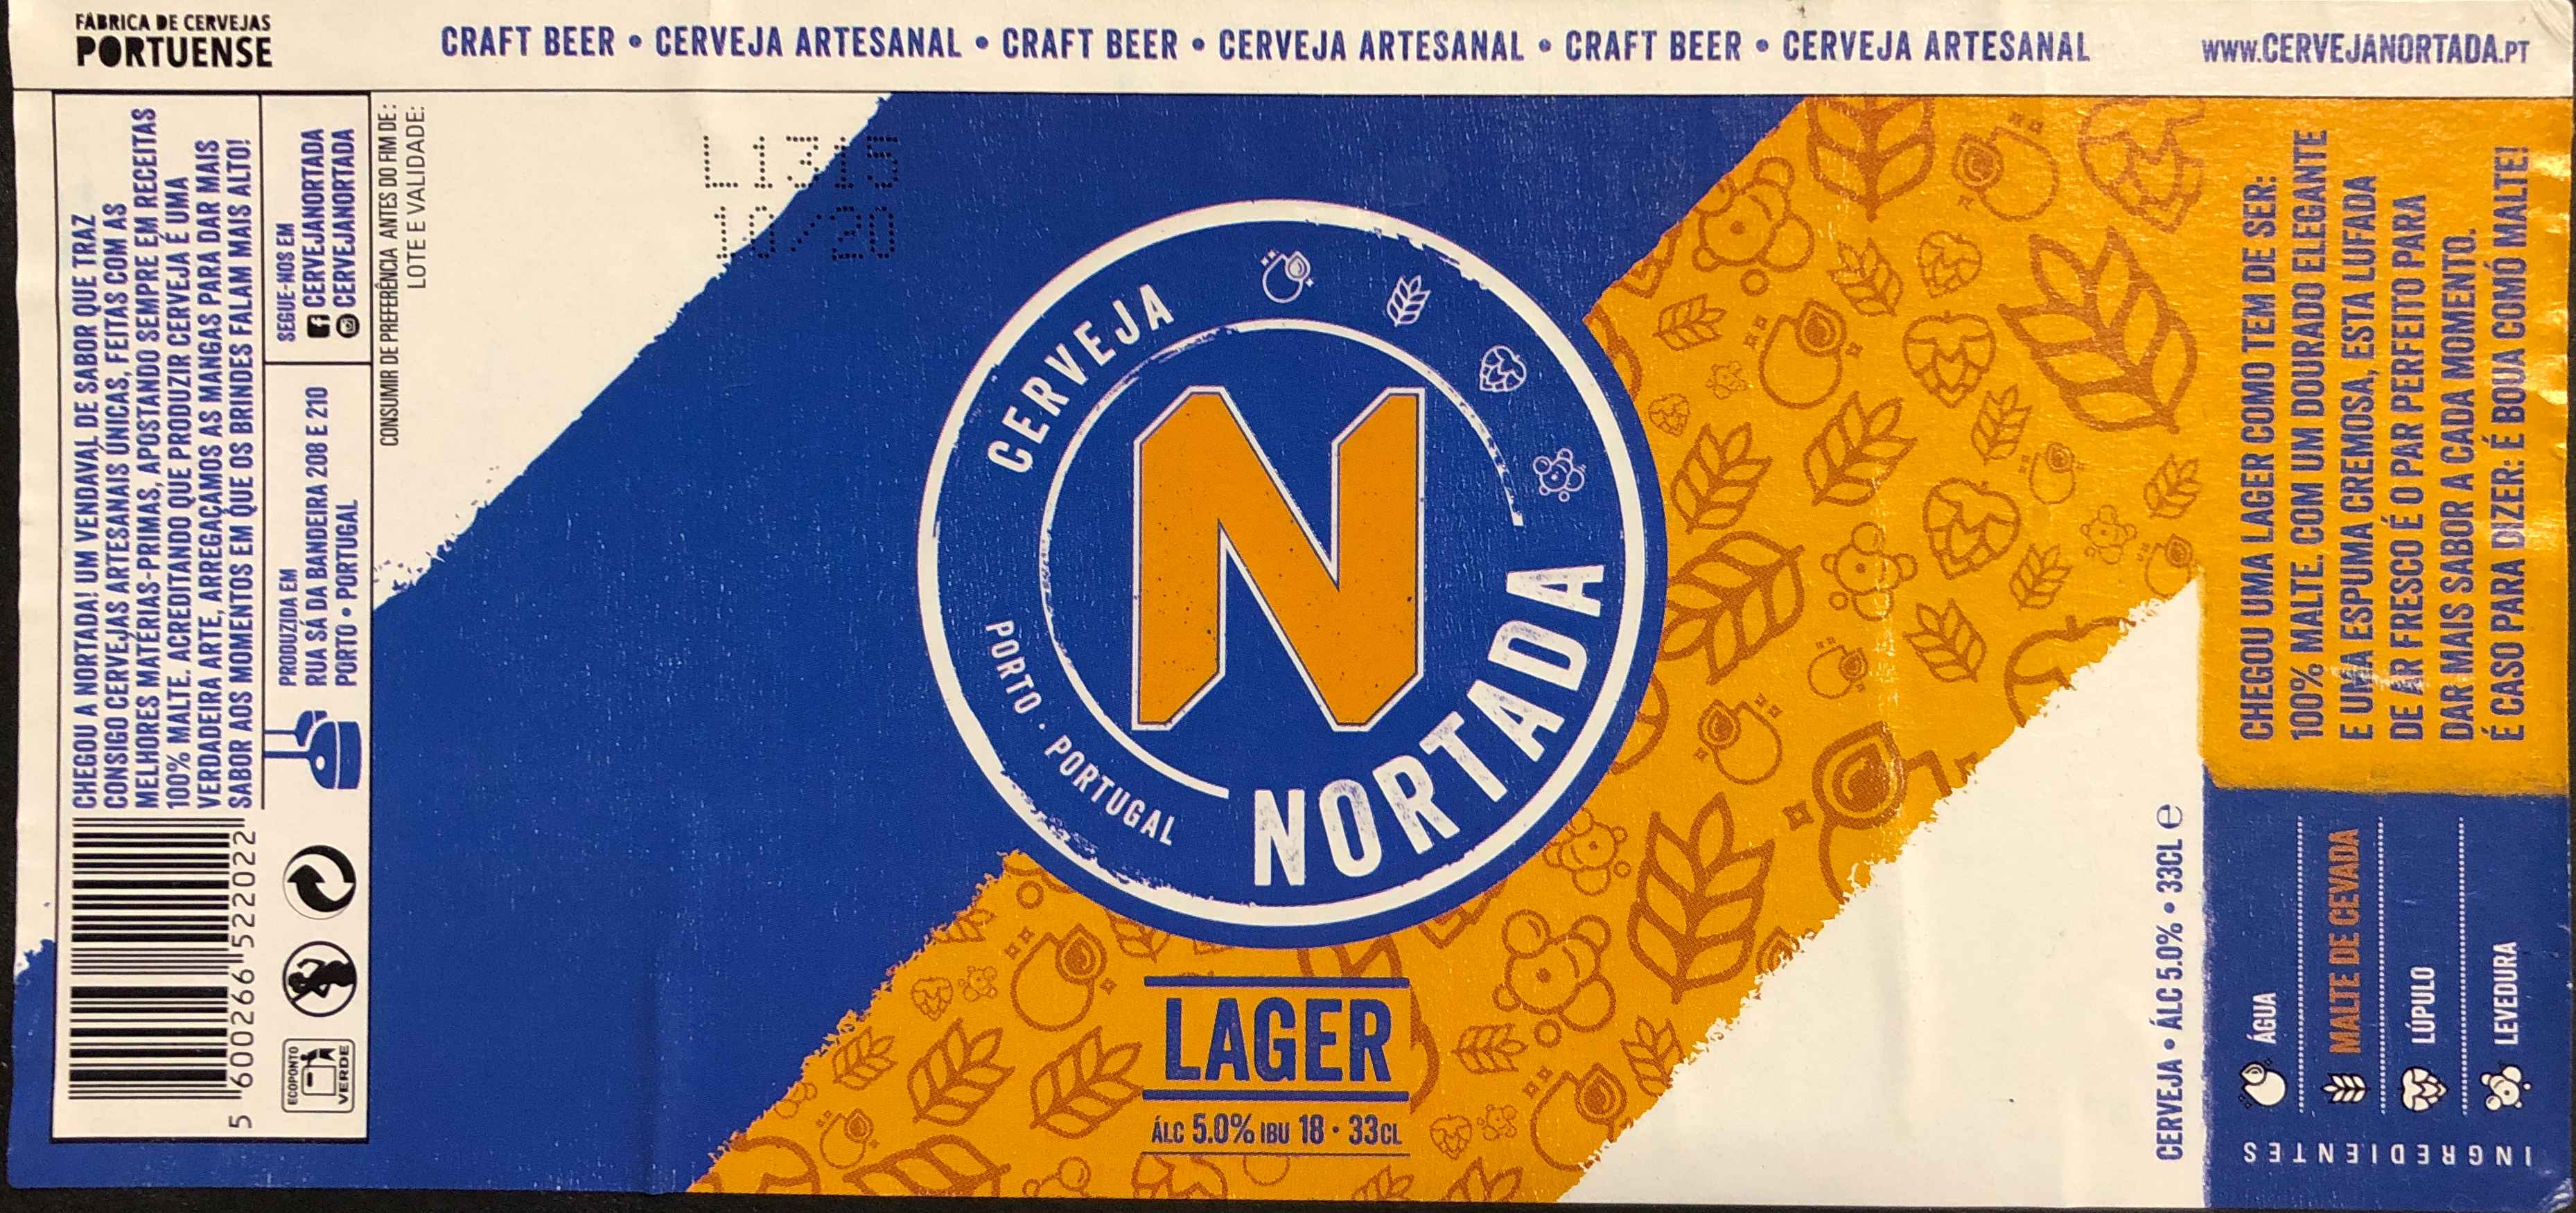 FÁBRICA DE CERVEJAS
PORTUENSE
CRAFT BEER • CERVEJA ARTESANAL • CRAFT BEER • CERVEJA ARTESANAL • CRAFT BEER • CERVEJA ARTESANAL
WWW.CERVEJANORTADA.PT
CHEGOU A NORTADA! UM VENDAVAL DE SABOR QUE TRAZ
CONSIGO CERVEJAS ARTESANAIS ÚNICAS, FEITAS COM AS
MELHORES MATÉRIAS-PRIMAS, APOSTANDO SEMPRE EM RECEITAS
100% MALTE. ACREDITANDO QUE PRODUZIR CERVEJA É UMA
VERDADEIRA ARTE, ARREGAÇAMOS AS MANGAS PARA DAR MAIS
SABOR AOS MOMENTOS EM QUE OS BRINDES FALAM MAIS ALTO!
5 600266 522022
SEGUE-NOS EM
CERVEJANORTADA
CERVEJANORTADA
PRODUZIDA EM
RUA SÁ DA BANDEIRA 208 E 210
PORTO • PORTUGAL
ECOPONTO
VERDE
CONSUMIR DE PREFERÊNCIA ANTES DO FIM DE:
LOTE E VALIDADE:
L1315
10/20
CERVEJA
N
NORTADA
PORTO · PORTUGAL
LAGER
ÁLC 5.0% IBU 18 · 33CL
CERVEJA • ÁLC 5.0% • 33CL e
CHEGOU UMA LAGER COMO TEM DE SER:
100% MALTE. COM UM DOURADO ELEGANTE
E UMA ESPUMA CREMOSA, ESTA LUFADA
DE AR FRESCO É O PAR PERFEITO PARA
DAR MAIS SABOR A CADA MOMENTO.
É CASO PARA DIZER: É BOUA COMÓ MALTE!
INGREDIENTES
ÁGUA
MALTE DE CEVADA
LÚPULO
LEVEDURA